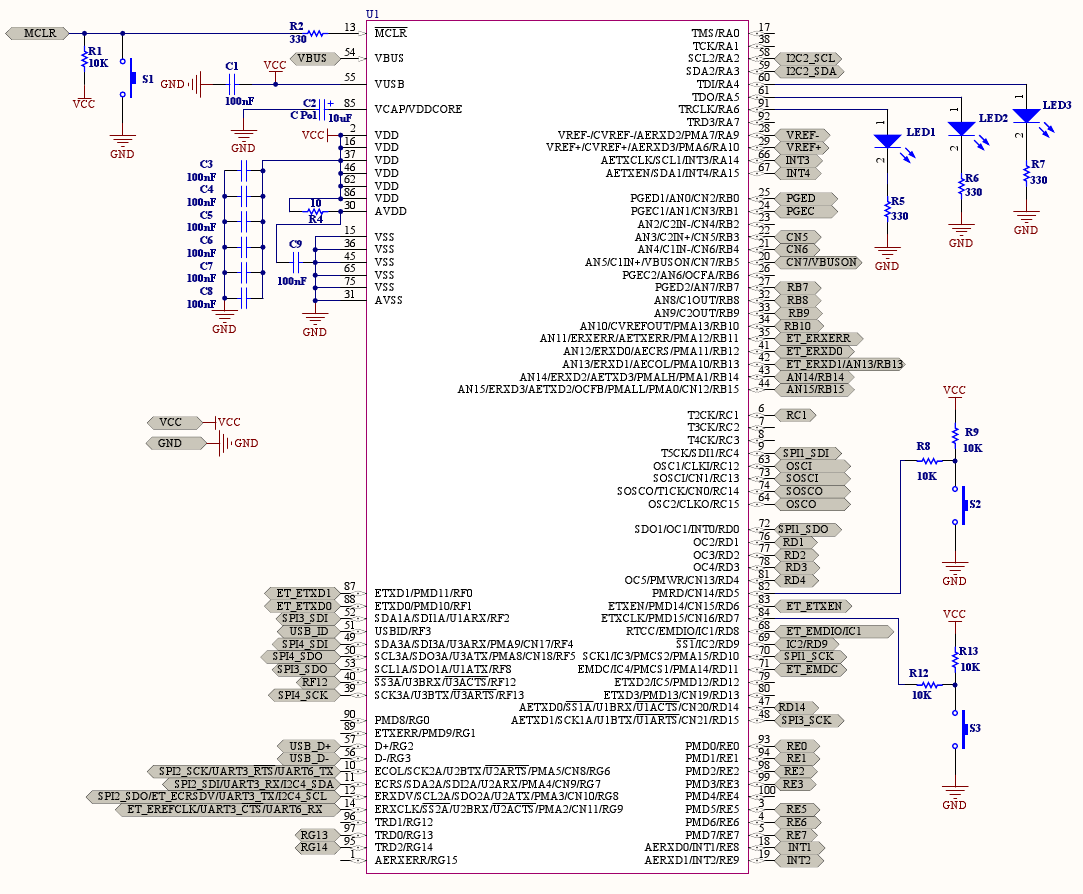 U1
MCLR
R1
10K
VCC
S1
GND
R2
330
13
MCLR
VBUS
54
VBUS
GND
C1
100nF
VCC
55
VUSB
GND
C2
C Pol
10uF
85
VCAP/VDDCORE
VCC
2
VDD
16
VDD
37
VDD
46
VDD
62
VDD
86
VDD
30
AVDD
10
R4
C3
100nF
C4
100nF
C5
100nF
C6
100nF
C7
100nF
C8
100nF
GND
C9
100nF
15
VSS
36
VSS
45
VSS
65
VSS
75
VSS
31
AVSS
GND
VCC
VCC
GND
GND
ET_ETXD1
87
ETXD1/PMD11/RF0
ET_ETXD0
88
ETXD0/PMD10/RF1
SPI3_SDI
52
SDA1A/SDI1A/U1ARX/RF2
USB_ID
51
USBID/RF3
SPI4_SDI
49
SDA3A/SDI3A/U3ARX/PMA9/CN17/RF4
SPI4_SDO
50
SCL3A/SDO3A/U3ATX/PMA8/CN18/RF5
SPI3_SDO
53
SCL1A/SDO1A/U1ATX/RF8
RF12
40
SS3A/U3BRX/U3ACTS/RF12
SPI4_SCK
39
SCK3A/U3BTX/U3ARTS/RF13
90
PMD8/RG0
89
ETXERR/PMD9/RG1
USB_D+
57
D+/RG2
USB_D-
56
D-/RG3
SPI2_SCK/UART3_RTS/UART6_TX
10
ECOL/SCK2A/U2BTX/U2ARTS/PMA5/CN8/RG6
SPI2_SDI/UART3_RX/I2C4_SDA
11
ECRS/SDA2A/SDI2A/U2ARX/PMA4/CN9/RG7
SPI2_SDO/ET_ECRSDV/UART3_TX/I2C4_SCL
12
ERXDV/SCL2A/SDO2A/U2ATX/PMA3/CN10/RG8
ET_EREFCLK/UART3_CTS/UART6_RX
14
ERXCLK/SS2A/U2BRX/U2ACTS/PMA2/CN11/RG9
96
TRD1/RG12
RG13
97
TRD0/RG13
RG14
95
TRD2/RG14
1
AERXERR/RG15
TMS/RA0
17
TCK/RA1
38
SCL2/RA2
58
I2C2_SCL
SDA2/RA3
59
I2C2_SDA
TDI/RA4
60
TDO/RA5
61
TRCLK/RA6
91
TRD3/RA7
92
VREF-/CVREF-/AERXD2/PMA7/RA9
28
VREF-
VREF+/CVREF+/AERXD3/PMA6/RA10
29
VREF+
AETXCLK/SCL1/INT3/RA14
66
INT3
AETXEN/SDA1/INT4/RA15
67
INT4
PGED1/AN0/CN2/RB0
25
PGED
PGEC1/AN1/CN3/RB1
24
PGEC
AN2/C2IN-/CN4/RB2
23
AN3/C2IN+/CN5/RB3
22
CN5
AN4/C1IN-/CN6/RB4
21
CN6
AN5/C1IN+/VBUSON/CN7/RB5
20
CN7/VBUSON
PGEC2/AN6/OCFA/RB6
26
PGED2/AN7/RB7
27
RB7
AN8/C1OUT/RB8
32
RB8
AN9/C2OUT/RB9
33
RB9
AN10/CVREFOUT/PMA13/RB10
34
RB10
AN11/ERXERR/AETXERR/PMA12/RB11
35
ET_ERXERR
AN12/ERXD0/AECRS/PMA11/RB12
41
ET_ERXD0
AN13/ERXD1/AECOL/PMA10/RB13
42
ET_ERXD1/AN13/RB13
AN14/ERXD2/AETXD3/PMALH/PMA1/RB14
43
AN14/RB14
AN15/ERXD3/AETXD2/OCFB/PMALL/PMA0/CN12/RB15
44
AN15/RB15
T2CK/RC1
6
RC1
T3CK/RC2
7
T4CK/RC3
8
T5CK/SDI1/RC4
9
SPI1_SDI
OSC1/CLKI/RC12
63
OSCI
SOSCI/CN1/RC13
73
SOSCI
SOSCO/T1CK/CN0/RC14
74
SOSCO
OSC2/CLKO/RC15
64
OSCO
SDO1/OC1/INT0/RD0
72
SPI1_SDO
OC2/RD1
76
RD1
OC3/RD2
77
RD2
OC4/RD3
78
RD3
OC5/PMWR/CN13/RD4
81
RD4
PMRD/CN14/RD5
82
ETXEN/PMD14/CN15/RD6
83
ET_ETXEN
ETXCLK/PMD15/CN16/RD7
84
RTCC/EMDIO/IC1/RD8
68
ET_EMDIO/IC1
SS1/IC2/RD9
69
IC2/RD9
SCK1/IC3/PMCS2/PMA15/RD10
70
SPI1_SCK
EMDC/IC4/PMCS1/PMA14/RD11
71
ET_EMDC
ETXD2/IC5/PMD12/RD12
79
ETXD3/PMD13/CN19/RD13
80
AETXD0/SS1A/U1BRX/U1ACTS/CN20/RD14
47
RD14
AETXD1/SCK1A/U1BTX/U1ARTS/CN21/RD15
48
SPI3_SCK
PMD0/RE0
93
RE0
PMD1/RE1
94
RE1
PMD2/RE2
98
RE2
PMD3/RE3
99
RE3
PMD4/RE4
100
PMD5/RE5
3
RE5
PMD6/RE6
4
RE6
PMD7/RE7
5
RE7
AERXD0/INT1/RE8
18
INT1
AERXD1/INT2/RE9
19
INT2
1
LED1
2
R5
330
GND
1
LED2
2
R6
330
GND
1
LED3
2
R7
330
GND
VCC
R9
10K
R8
10K
S2
GND
VCC
R13
10K
R12
10K
S3
GND